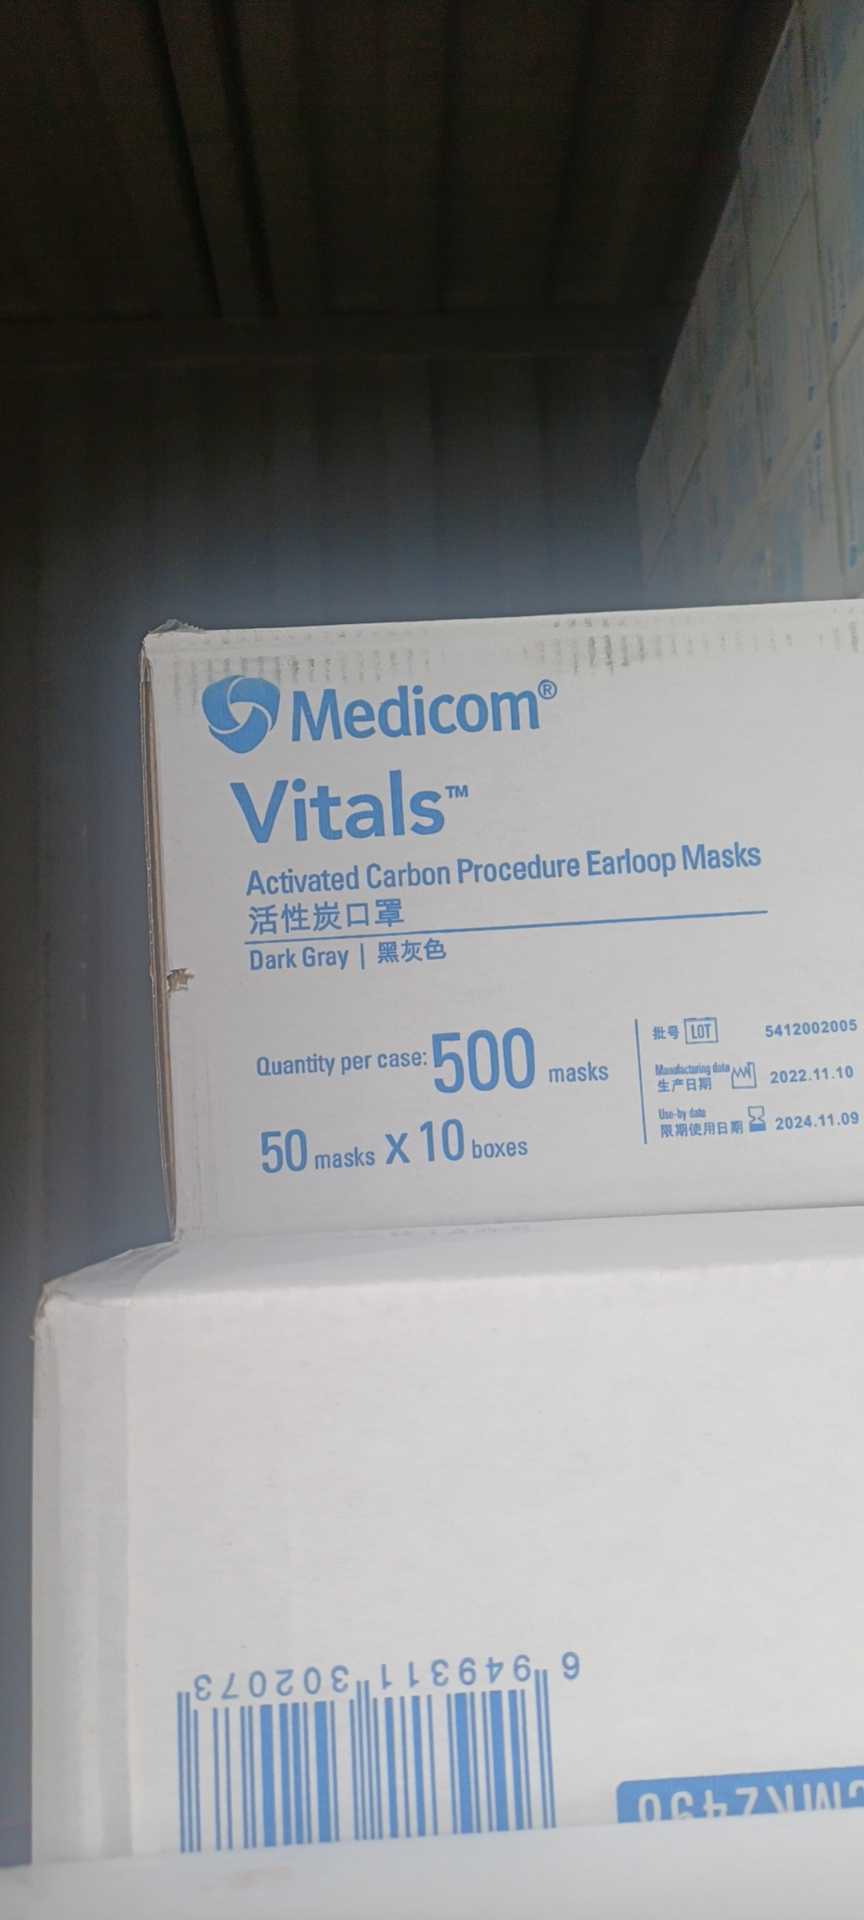 Medicom®
Vitals™
Activated Carbon Procedure Earloop Masks
活性炭口罩
Dark Gray | 黑灰色
Quantity per case: 500 masks
50 masks x 10 boxes
批号 LOT 5412002005
Manufacturing date
生产日期 2022.11.10
Use-by date
限期使用日期 2024.11.09
6 949311 302073